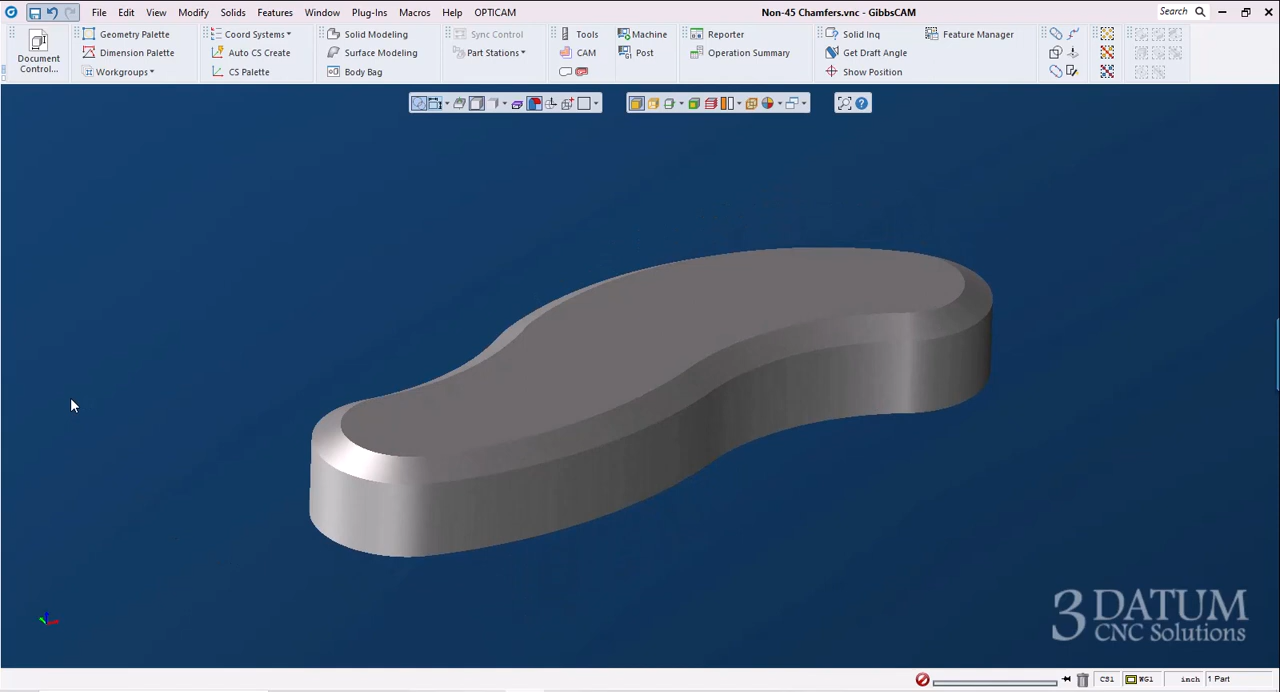 File Edit View Modify Solids Features Window Plug-Ins Macros Help OPTICAM
Non-45 Chamfers.vnc - GibbsCAM
Search
Document
Control...
Geometry Palette
Dimension Palette
Workgroups
Coord Systems
Auto CS Create
CS Palette
Solid Modeling
Surface Modeling
Body Bag
Sync Control
Part Stations
Tools
CAM
Machine
Post
Reporter
Operation Summary
Solid Inq
Get Draft Angle
Show Position
Feature Manager
3 DATUM
CNC Solutions
CS1 WG1 inch 1 Part